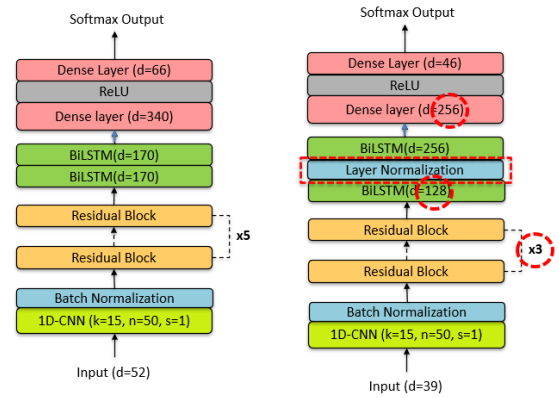 Softmax Output
Dense Layer (d=66)
ReLU
Dense layer (d=340)
BiLSTM(d=170)
BiLSTM(d=170)
Residual Block
x5
Residual Block
Batch Normalization
1D-CNN (k=15, n=50, s=1)
Input (d=52)
Softmax Output
Dense Layer (d=46)
ReLU
Dense layer (d=256)
BiLSTM(d=256)
Layer Normalization
BiLSTM(d=128)
Residual Block
x3
Residual Block
Batch Normalization
1D-CNN (k=15, n=50, s=1)
Input (d=39)